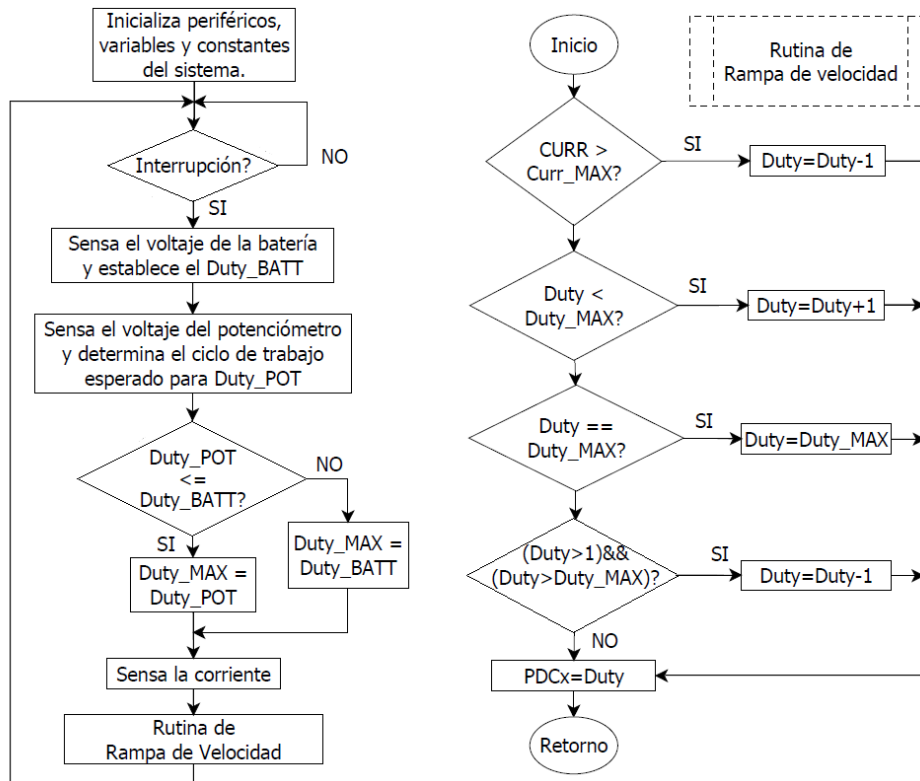 Inicializa periféricos,
variables y constantes
del sistema.
Interrupción?
NO
SI
Sensa el voltaje de la batería
y establece el Duty_BATT
Sensa el voltaje del potenciómetro
y determina el ciclo de trabajo
esperado para Duty_POT
Duty_POT
<=
Duty_BATT?
NO
SI
Duty_MAX =
Duty_BATT
Duty_MAX =
Duty_POT
Sensa la corriente
Rutina de
Rampa de Velocidad
Inicio
Rutina de
Rampa de velocidad
CURR >
Curr_MAX?
SI
Duty=Duty-1
Duty <
Duty_MAX?
SI
Duty=Duty+1
Duty ==
Duty_MAX?
SI
Duty=Duty_MAX
(Duty>1)&&
(Duty>Duty_MAX)?
SI
Duty=Duty-1
NO
PDCx=Duty
Retorno